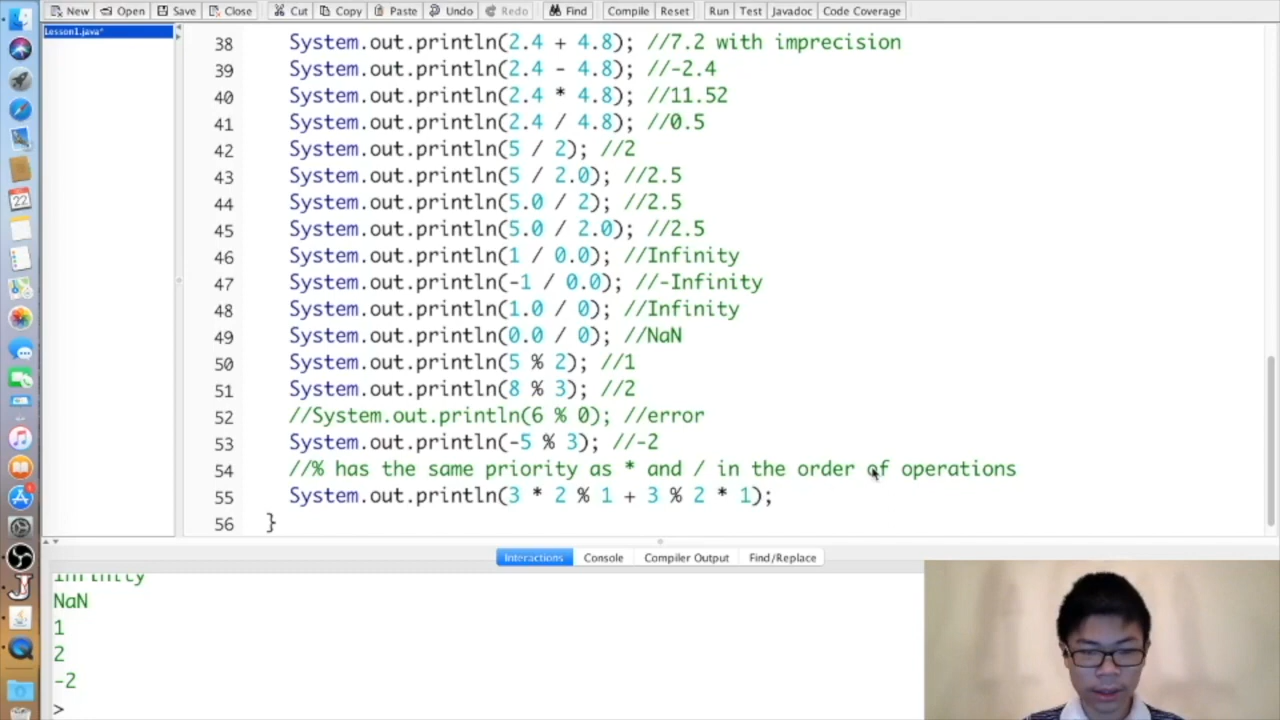 New Open Save Close Cut Copy Paste Undo Redo Find Compile Reset Run Test Javadoc Code Coverage
Lesson1.java*
38 System.out.println(2.4 + 4.8); //7.2 with imprecision
39 System.out.println(2.4 - 4.8); //-2.4
40 System.out.println(2.4 * 4.8); //11.52
41 System.out.println(2.4 / 4.8); //0.5
42 System.out.println(5 / 2); //2
43 System.out.println(5 / 2.0); //2.5
44 System.out.println(5.0 / 2); //2.5
45 System.out.println(5.0 / 2.0); //2.5
46 System.out.println(1 / 0.0); //Infinity
47 System.out.println(-1 / 0.0); //-Infinity
48 System.out.println(1.0 / 0); //Infinity
49 System.out.println(0.0 / 0); //NaN
50 System.out.println(5 % 2); //1
51 System.out.println(8 % 3); //2
52 //System.out.println(6 % 0); //error
53 System.out.println(-5 % 3); //-2
54 //% has the same priority as * and / in the order of operations
55 System.out.println(3 * 2 % 1 + 3 % 2 * 1);
56 }
Interactions Console Compiler Output Find/Replace
Infinity
NaN
1
2
-2
>
22